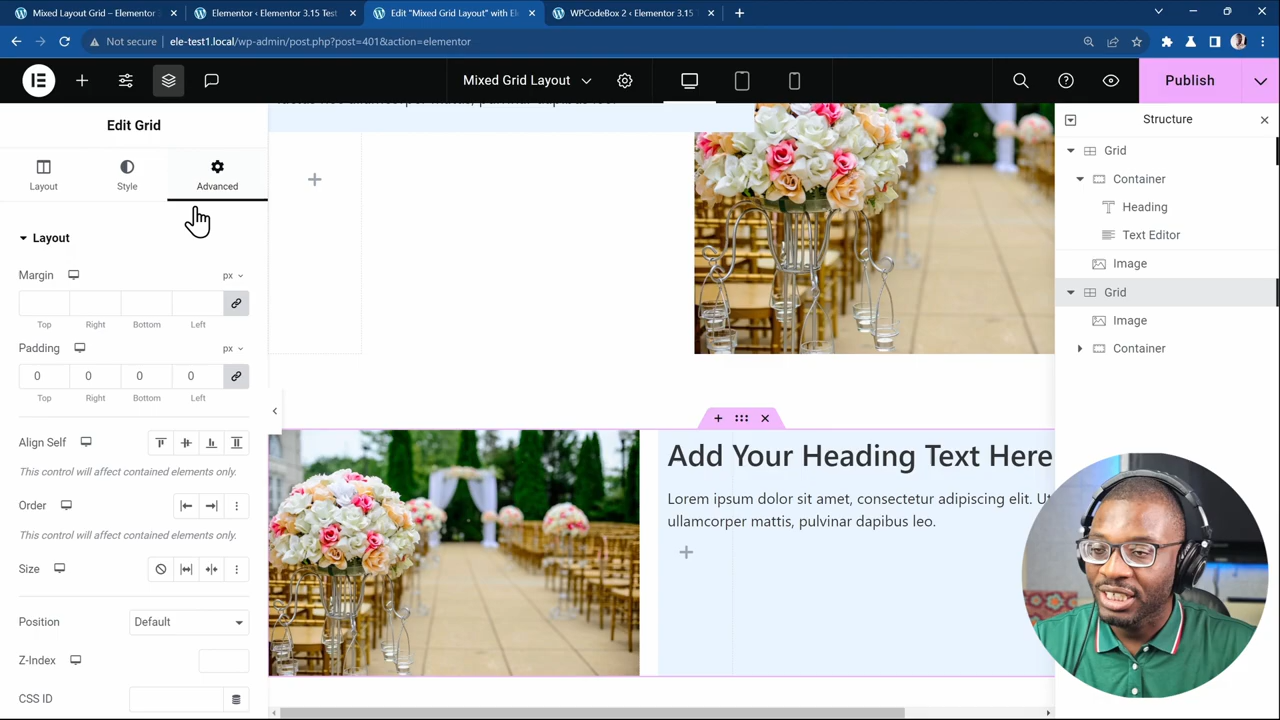 Mixed Layout Grid – Elementor
Elementor ‹ Elementor 3.15 Test
Edit "Mixed Grid Layout" with El
WPCodeBox 2 ‹ Elementor 3.15 T
Not secure
ele-test1.local/wp-admin/post.php?post=401&action=elementor
Mixed Grid Layout
Publish
Edit Grid
Layout
Style
Advanced
Layout
Margin
px
Top
Right
Bottom
Left
Padding
px
0
0
0
0
Top
Right
Bottom
Left
Align Self
This control will affect contained elements only.
Order
This control will affect contained elements only.
Size
Position
Default
Z-Index
CSS ID
Add Your Heading Text Here
Lorem ipsum dolor sit amet, consectetur adipiscing elit. Ut
ullamcorper mattis, pulvinar dapibus leo.
Structure
Grid
Container
Heading
Text Editor
Image
Grid
Image
Container